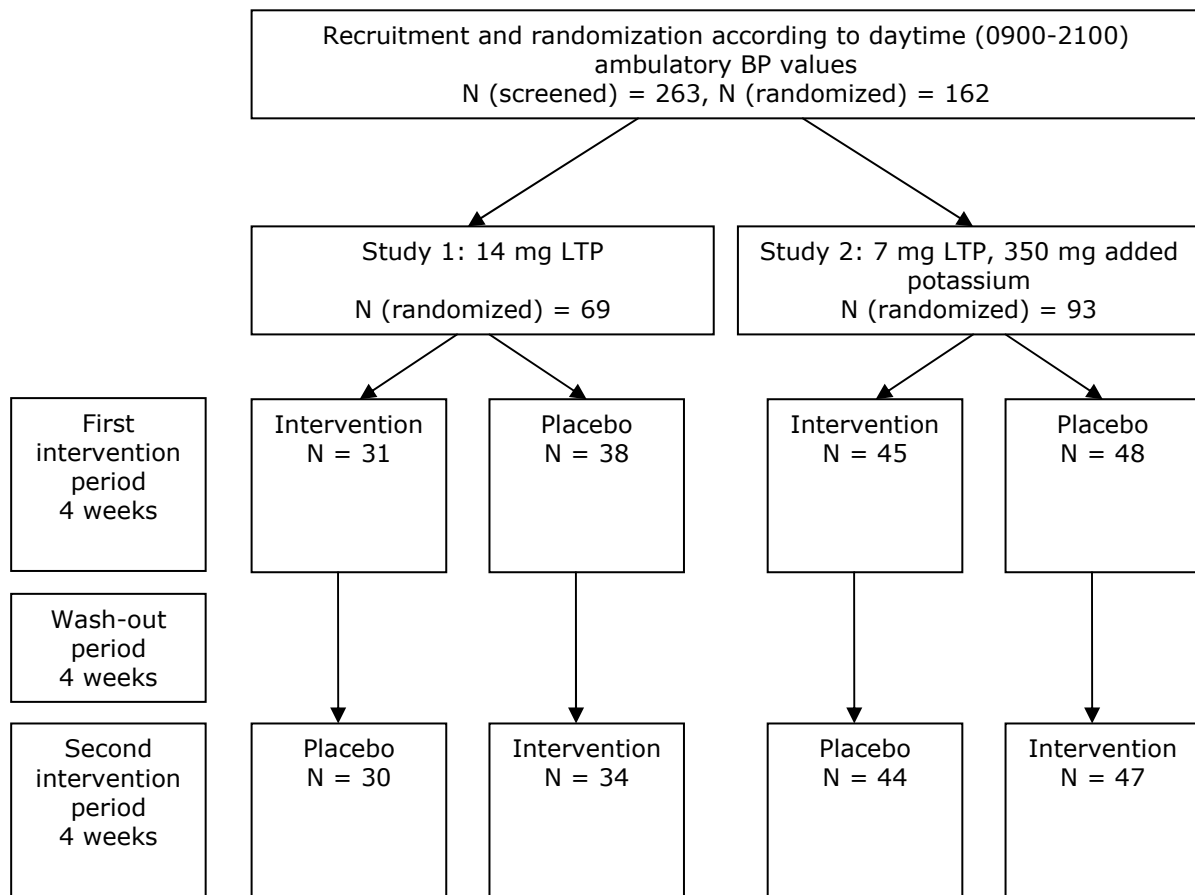 Recruitment and randomization according to daytime (0900-2100)
ambulatory BP values
N (screened) = 263, N (randomized) = 162
Study 1: 14 mg LTP
N (randomized) = 69
Study 2: 7 mg LTP, 350 mg added
potassium
N (randomized) = 93
First
intervention
period
4 weeks
Intervention
N = 31
Placebo
N = 38
Intervention
N = 45
Placebo
N = 48
Wash-out
period
4 weeks
Second
intervention
period
4 weeks
Placebo
N = 30
Intervention
N = 34
Placebo
N = 44
Intervention
N = 47